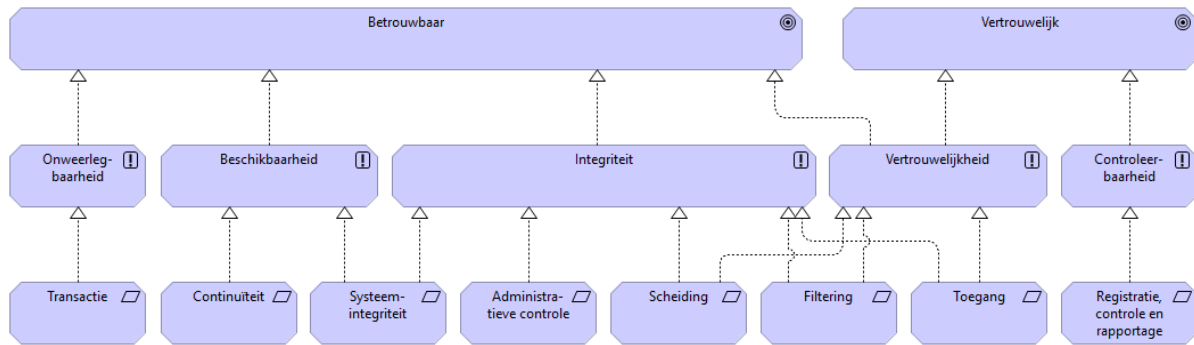 Betrouwbaar
Vertrouwelijk
Onweerleg-
baarheid
Beschikbaarheid
Integriteit
Vertrouwelijkheid
Controleer-
baarheid
Transactie
Continuïteit
Systeem-
integriteit
Administra-
tieve controle
Scheiding
Filtering
Toegang
Registratie,
controle en
rapportage